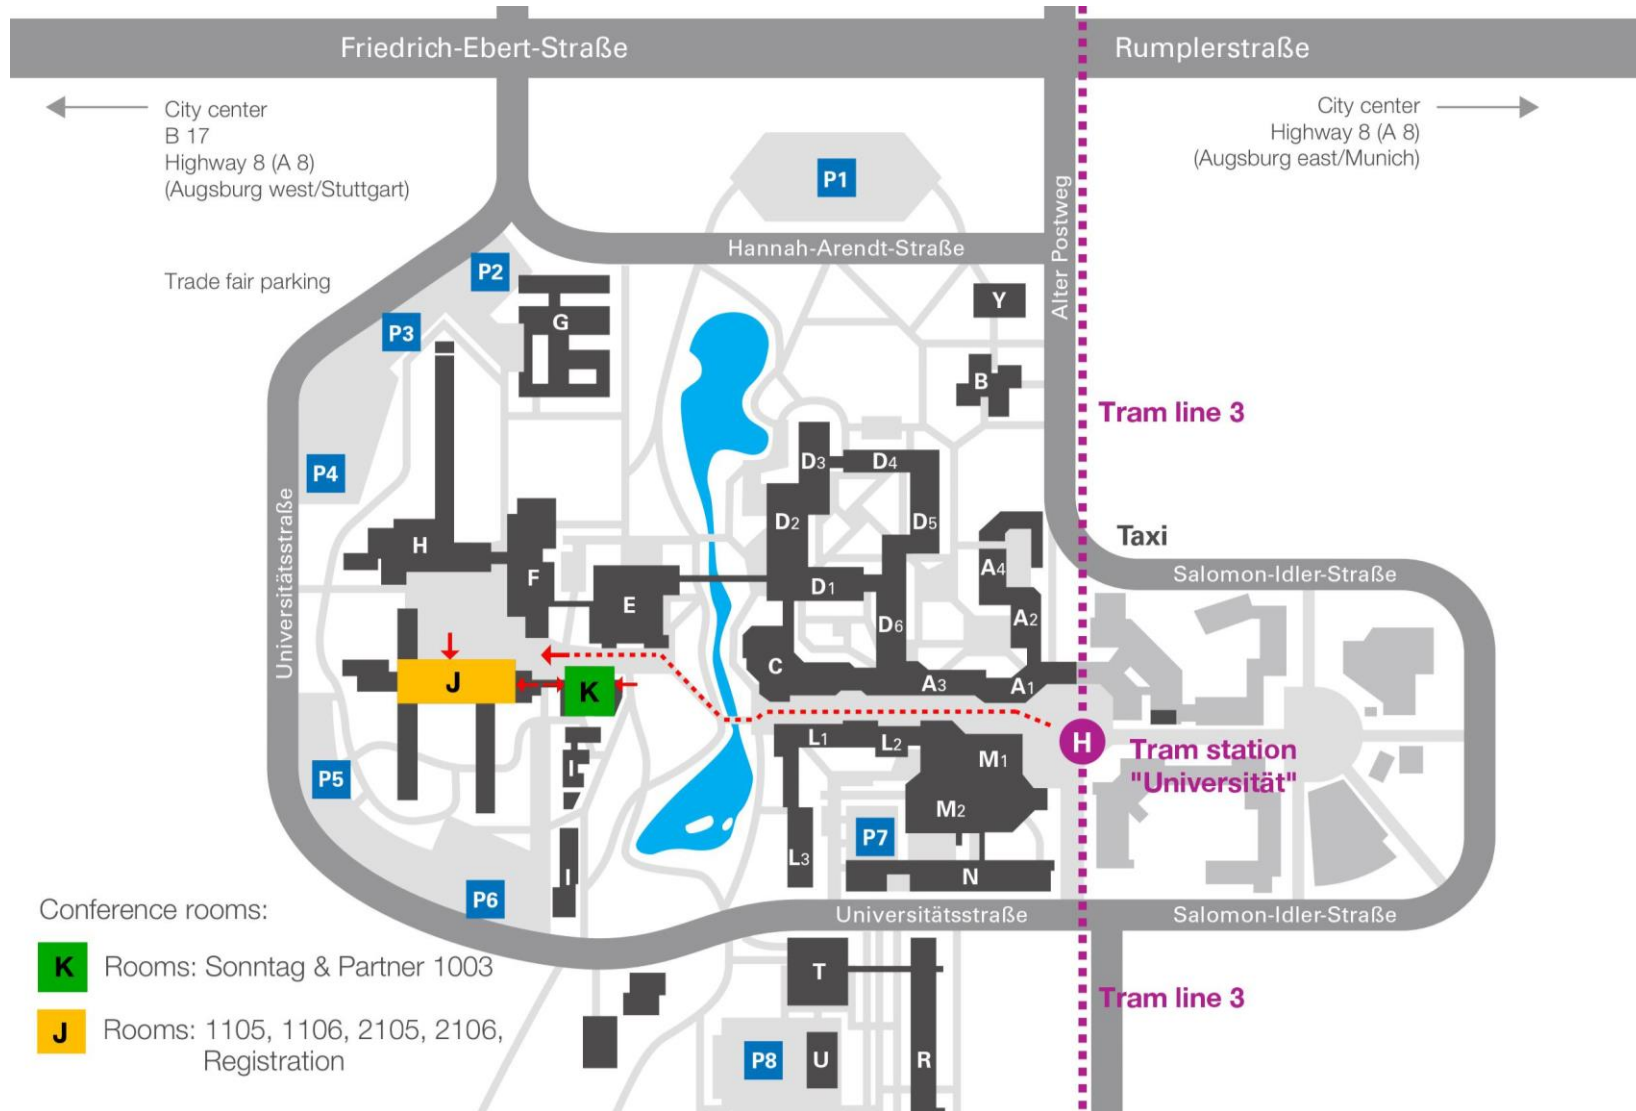 Friedrich-Ebert-Straße
Rumplerstraße
City center
B 17
Highway 8 (A 8)
(Augsburg west/Stuttgart)
City center
Highway 8 (A 8)
(Augsburg east/Munich)
P1
Alter Postweg
Hannah-Arendt-Straße
P2
Trade fair parking
Y
G
P3
B
Tram line 3
D3
D4
P4
D2
D5
Universitätsstraße
Taxi
H
F
A4
Salomon-Idler-Straße
D1
E
A2
D6
C
J
K
A3
A1
L1
L2
H
Tram station
"Universität"
M1
I
P5
M2
P7
L3
N
I
P6
Universitätsstraße
Salomon-Idler-Straße
Conference rooms:
K
Rooms: Sonntag & Partner 1003
T
Tram line 3
J
Rooms: 1105, 1106, 2105, 2106,
Registration
P8
U
R